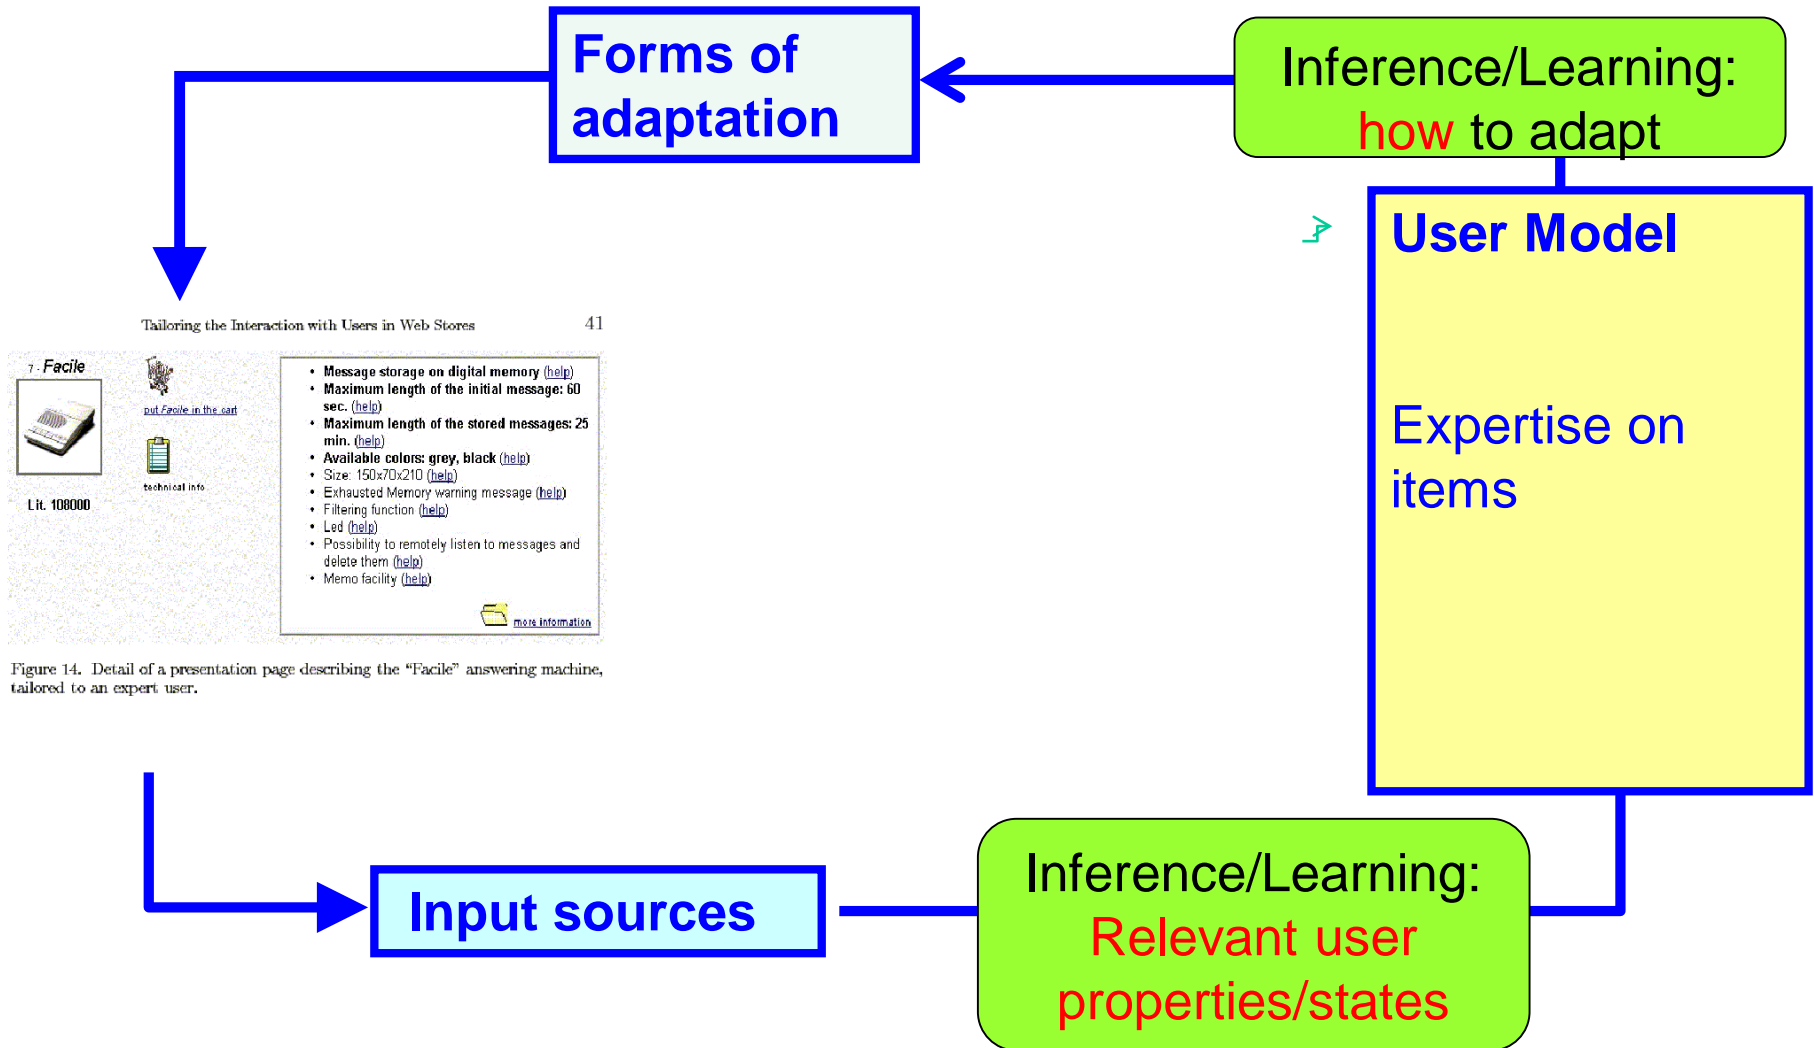 Forms of
adaptation
Inference/Learning:
how to adapt
User Model
Expertise on
items
Tailoring the Interaction with Users in Web Stores 41
7 - Facile
put Facile in the cart
technical info
Lit. 108000
• Message storage on digital memory (help)
• Maximum length of the initial message: 60
sec. (help)
• Maximum length of the stored messages: 25
min. (help)
• Available colors: grey, black (help)
• Size: 150x70x210 (help)
• Exhausted Memory warning message (help)
• Filtering function (help)
• Led (help)
• Possibility to remotely listen to messages and
delete them (help)
• Memo facility (help)
more information
Figure 14. Detail of a presentation page describing the “Facile” answering machine,
tailored to an expert user.
Input sources
Inference/Learning:
Relevant user
properties/states